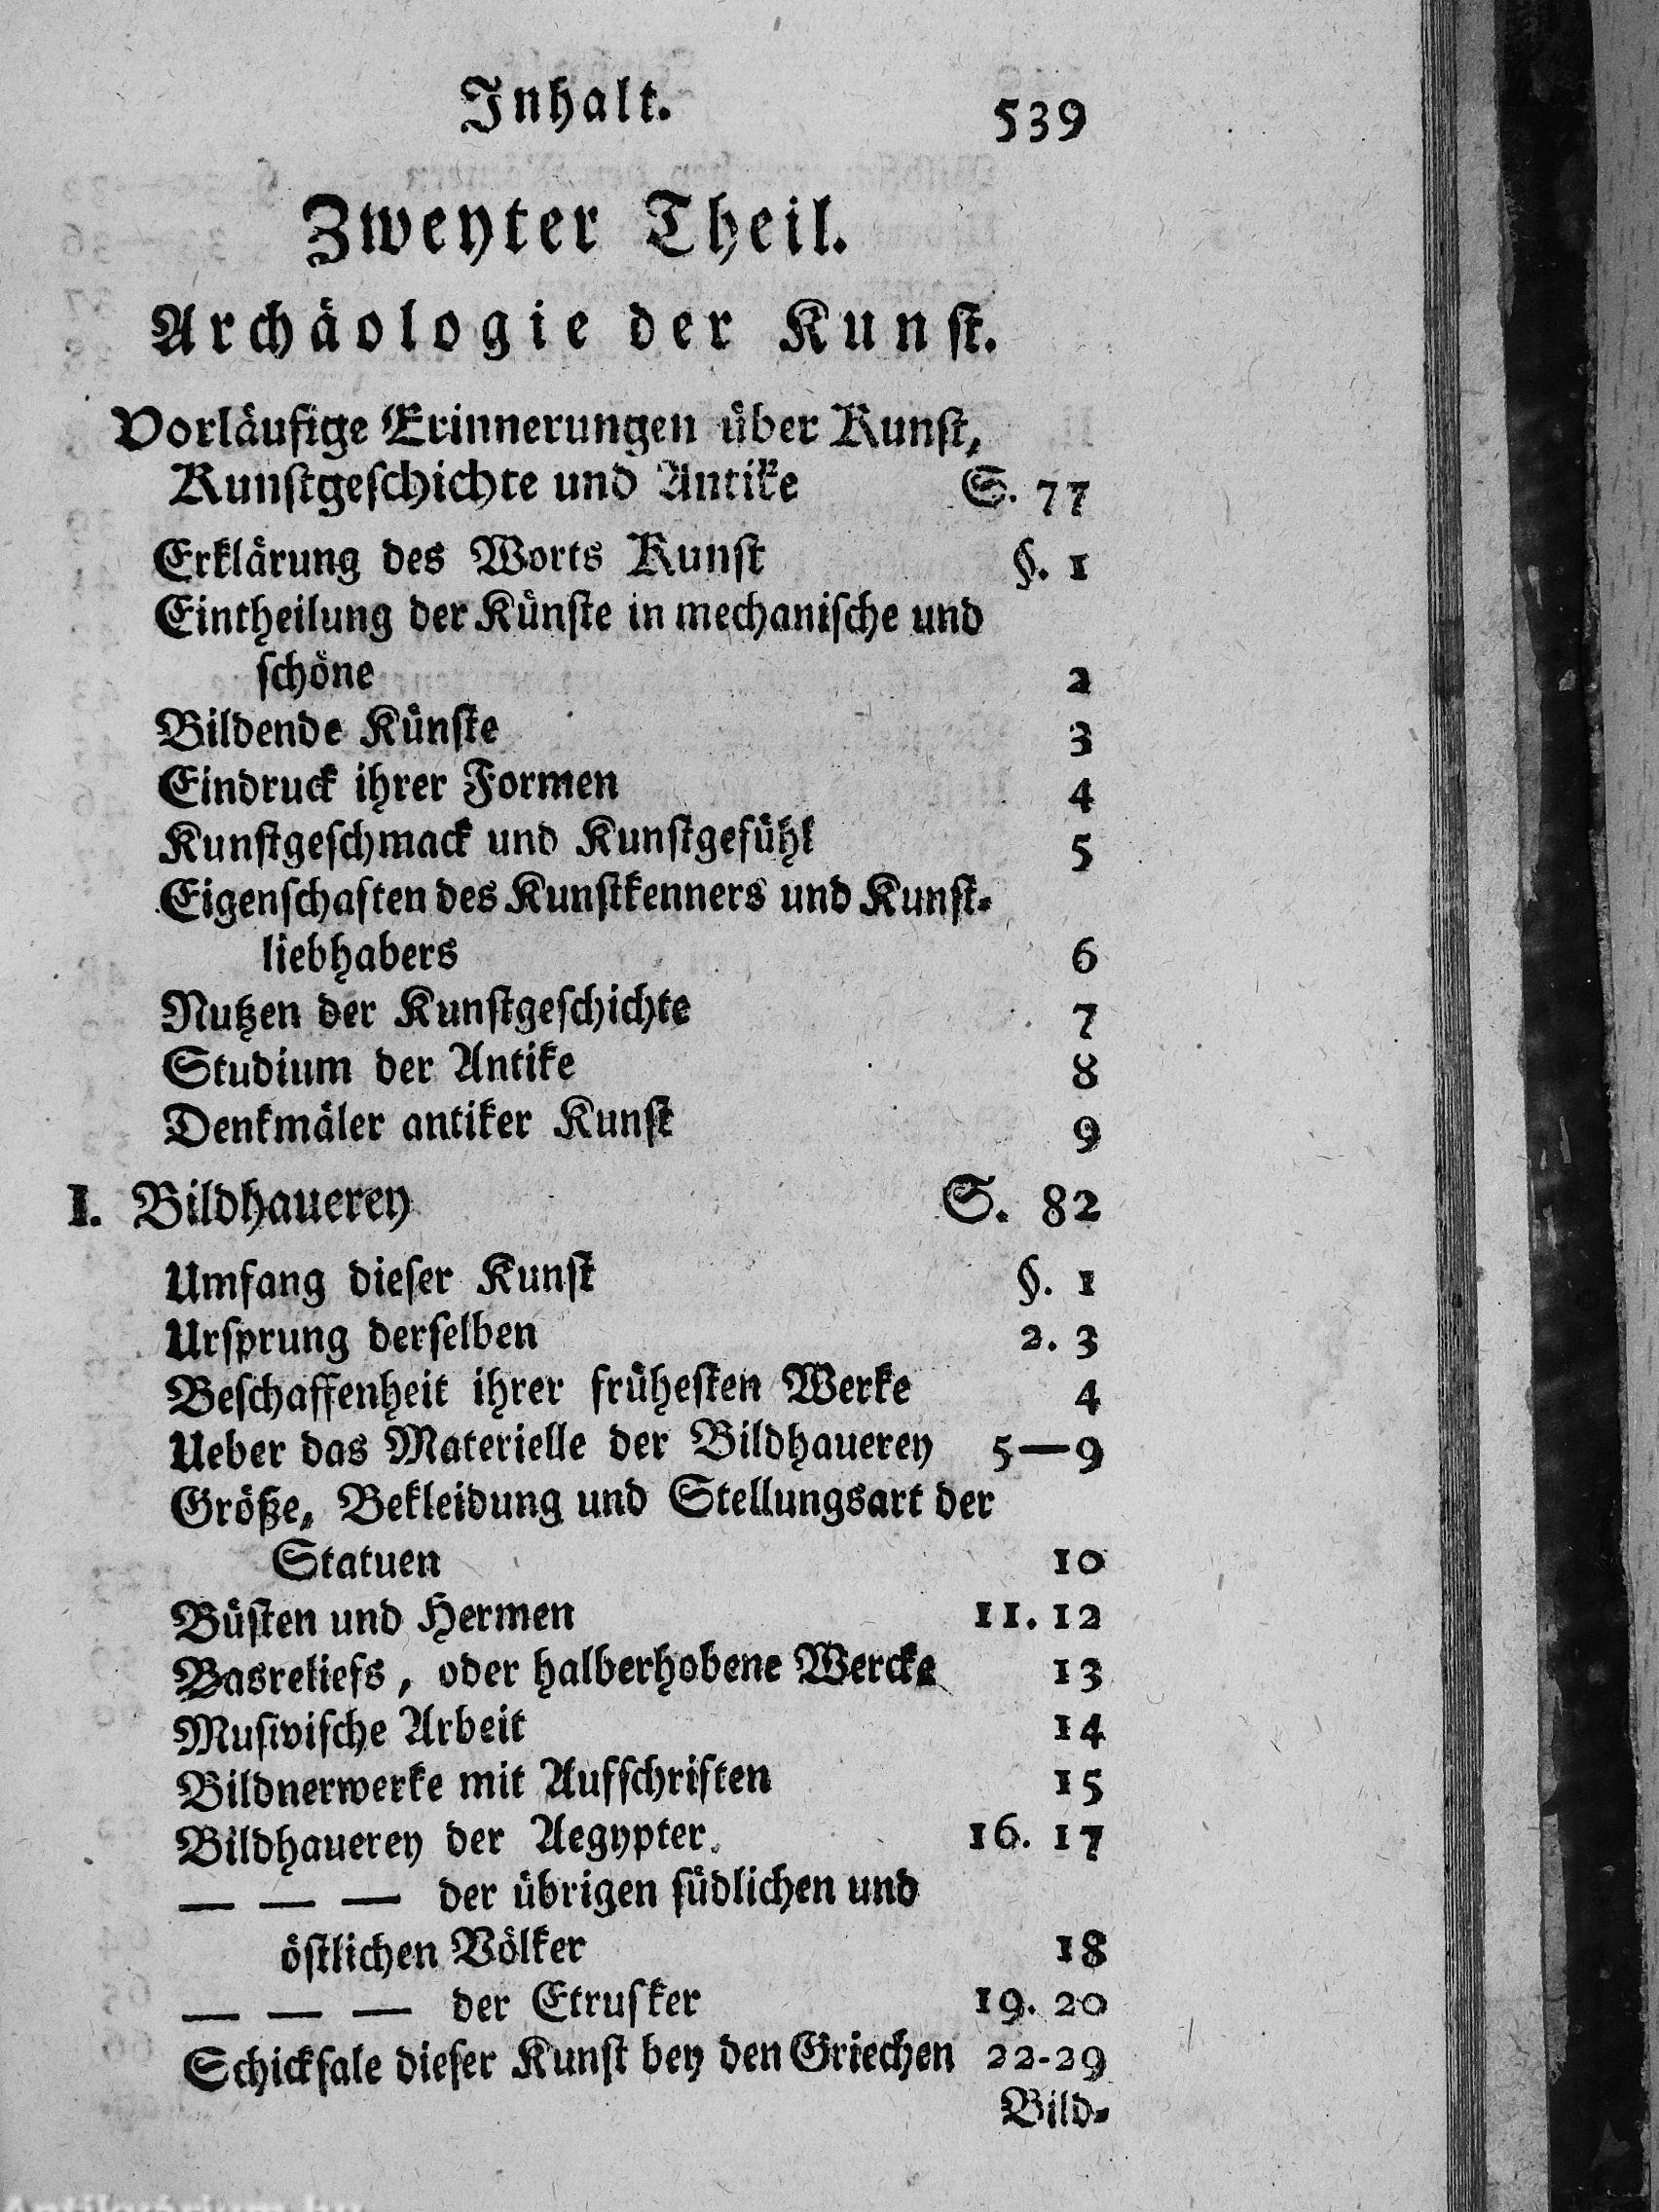 Inhalt. 539
Zweyter Theil.
Archäologie der Kunst.
Vorläufige Erinnerungen über Kunst,
Kunstgeschichte und Antike S. 77
Erklärung des Worts Kunst §. 1
Eintheilung der Künste in mechanische und
schöne 2
Bildende Künste 3
Eindruck ihrer Formen 4
Kunstgeschmack und Kunstgefühl 5
Eigenschaften des Kunstkenners und Kunst-
liebhabers 6
Nutzen der Kunstgeschichte 7
Studium der Antike 8
Denkmäler antiker Kunst 9
I. Bildhauerey S. 82
Umfang dieser Kunst §. 1
Ursprung derselben 2. 3
Beschaffenheit ihrer frühesten Werke 4
Ueber das Materielle der Bildhauerey 5—9
Größe, Bekleidung und Stellungsart der
Statuen 10
Büsten und Hermen 11. 12
Basreliefs, oder halberhobene Wercke 13
Musivische Arbeit 14
Bildnerwerke mit Aufschriften 15
Bildhauerey der Aegypter. 16. 17
— — — der übrigen südlichen und
östlichen Völker 18
— — — der Etrusker 19. 20
Schicksale dieser Kunst bey den Griechen 22-29
Bild-